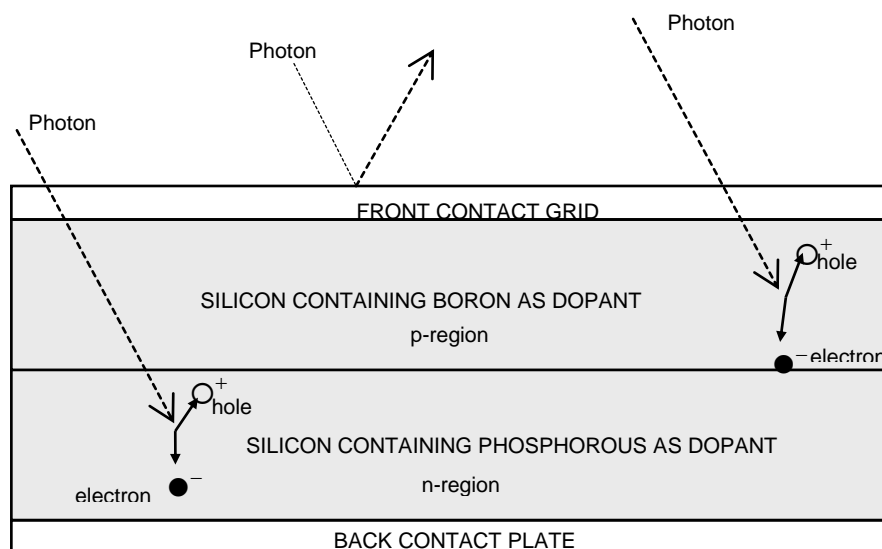 Photon
Photon
Photon
FRONT CONTACT GRID
+
hole
SILICON CONTAINING BORON AS DOPANT
p-region
− electron
+
hole
SILICON CONTAINING PHOSPHOROUS AS DOPANT
n-region
electron −
BACK CONTACT PLATE